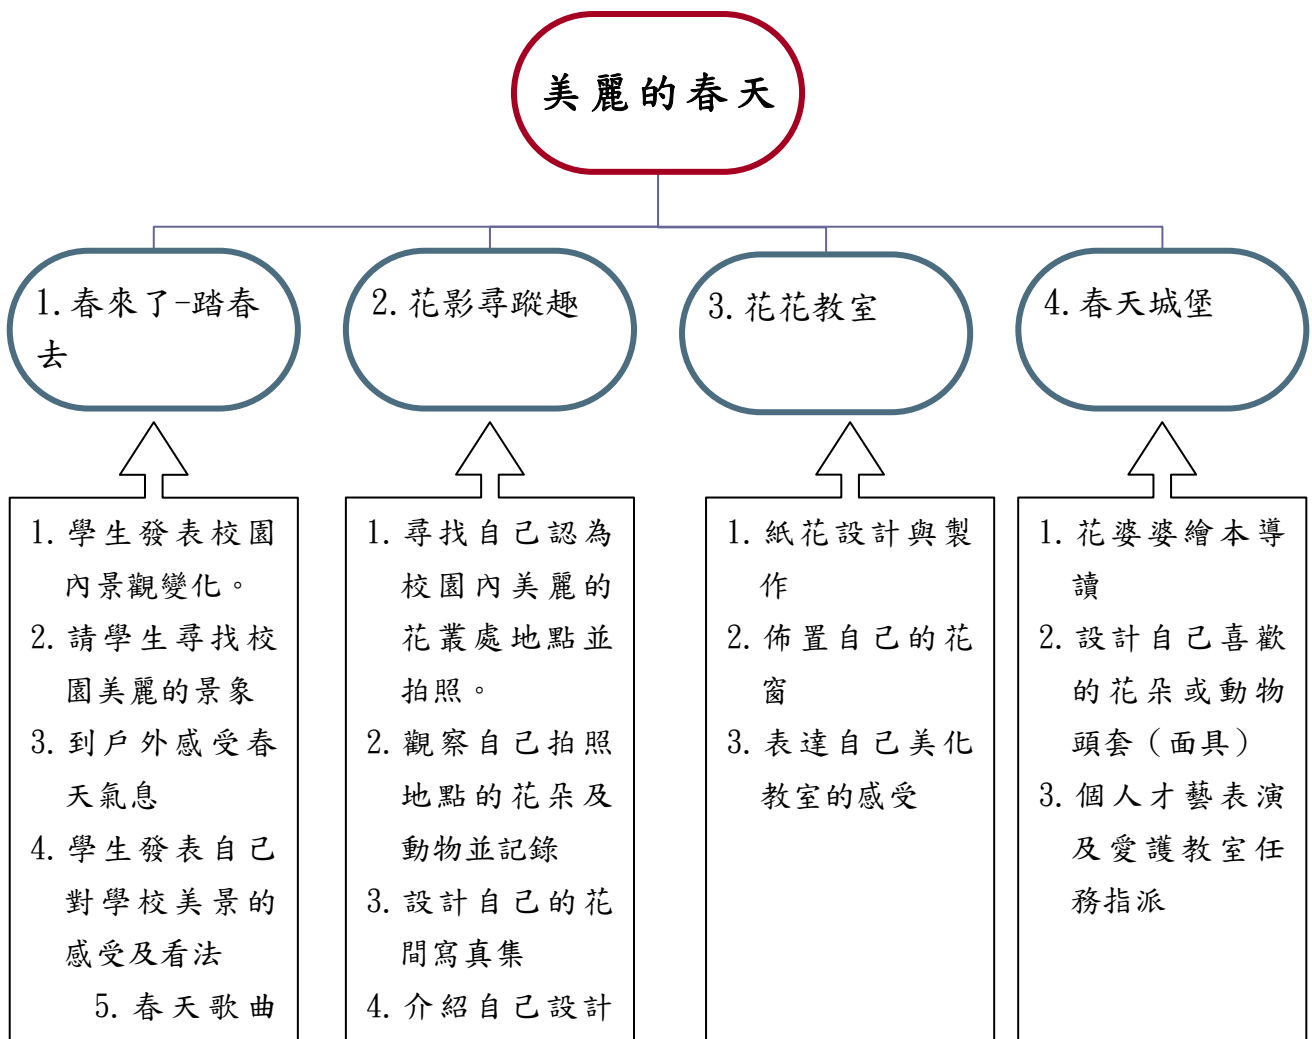 美麗的春天
1.春來了-踏春
去
2.花影尋蹤趣
3.花花教室
4.春天城堡
1.學生發表校園
內景觀變化。
2.請學生尋找校
園美麗的景象
3.到戶外感受春
天氣息
4.學生發表自己
對學校美景的
感受及看法
5.春天歌曲
1.尋找自己認為
校園內美麗的
花叢處地點並
拍照。
2.觀察自己拍照
地點的花朵及
動物並記錄
3.設計自己的花
間寫真集
4.介紹自己設計
1.紙花設計與製
作
2.佈置自己的花
窗
3.表達自己美化
教室的感受
1.花婆婆繪本導
讀
2.設計自己喜歡
的花朵或動物
頭套（面具）
3.個人才藝表演
及愛護教室任
務指派